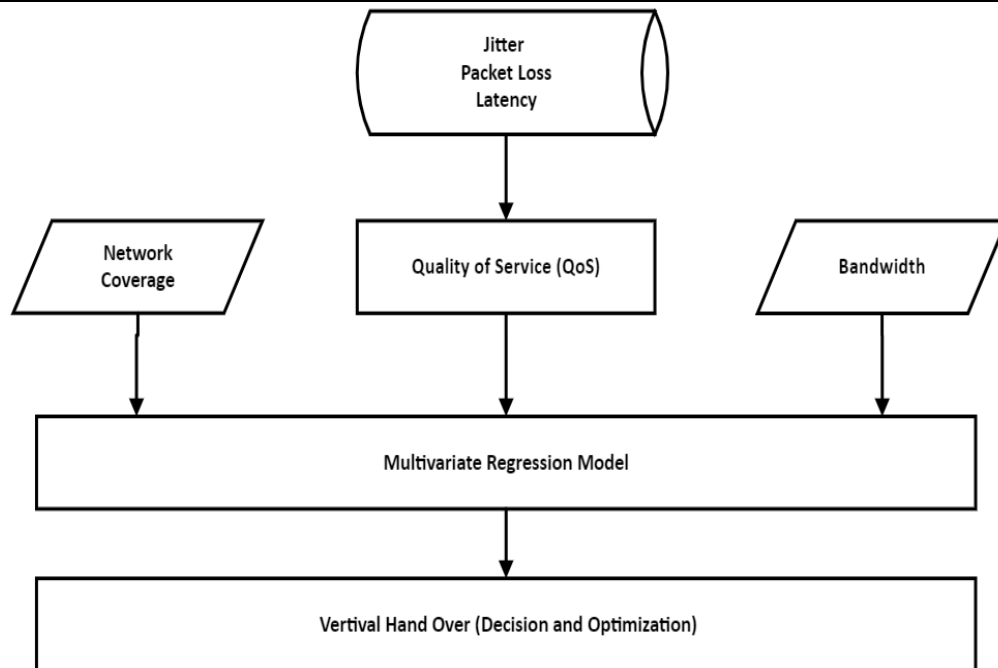 Jitter
Packet Loss
Latency
Network
Coverage
Quality of Service (QoS)
Bandwidth
Multivariate Regression Model
Vertival Hand Over (Decision and Optimization)